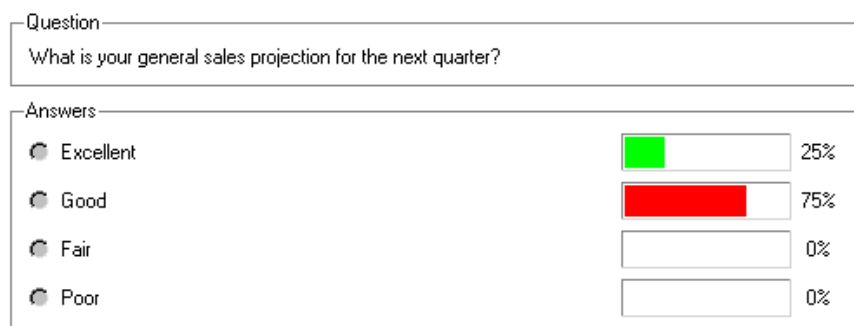 Question
What is your general sales projection for the next quarter?
Answers
Excellent 25%
Good 75%
Fair 0%
Poor 0%